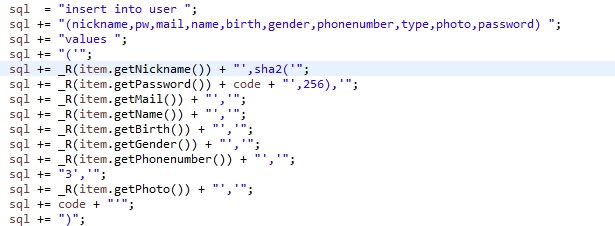 sql  = "insert into user ";
sql += "(nickname,pw,mail,name,birth,gender,phonenumber,type,photo,password) ";
sql += "values ";
sql += "('";
sql += _R(item.getNickname()) + "',sha2('";
sql += _R(item.getPassword()) + code + "',256),'";
sql += _R(item.getMail()) + "','";
sql += _R(item.getName()) + "','";
sql += _R(item.getBirth()) + "','";
sql += _R(item.getGender()) + "','";
sql += _R(item.getPhonenumber()) + "','";
sql += "3','";
sql += _R(item.getPhoto()) + "','";
sql += code + "'";
sql += ")";